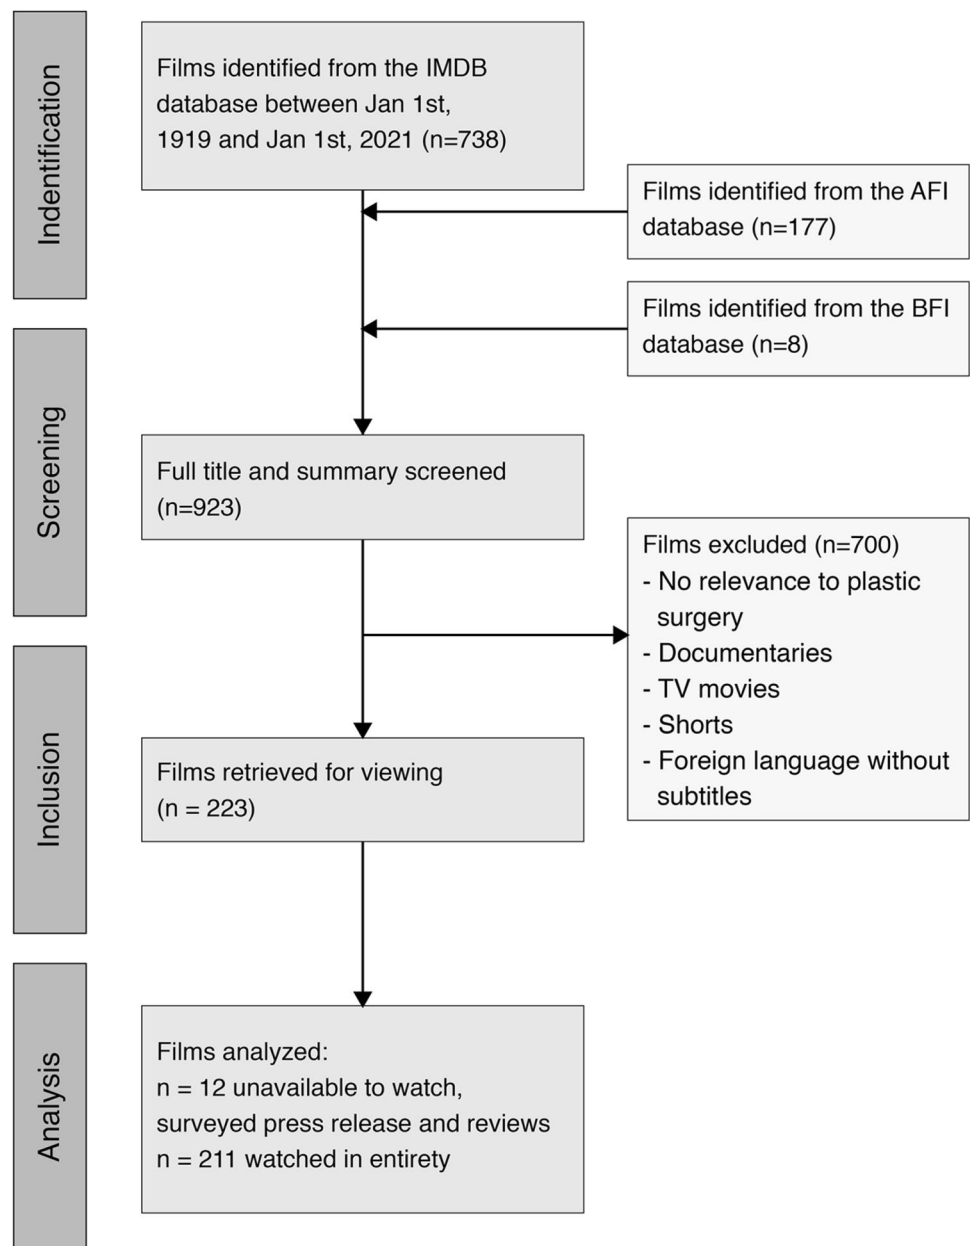 Indentification
Films identified from the IMDB
database between Jan 1st,
1919 and Jan 1st, 2021 (n=738)
Films identified from the AFI
database (n=177)
Films identified from the BFI
database (n=8)
Screening
Full title and summary screened
(n=923)
Films excluded (n=700)
- No relevance to plastic
surgery
- Documentaries
- TV movies
- Shorts
- Foreign language without
subtitles
Inclusion
Films retrieved for viewing
(n = 223)
Analysis
Films analyzed:
n = 12 unavailable to watch,
surveyed press release and reviews
n = 211 watched in entirety